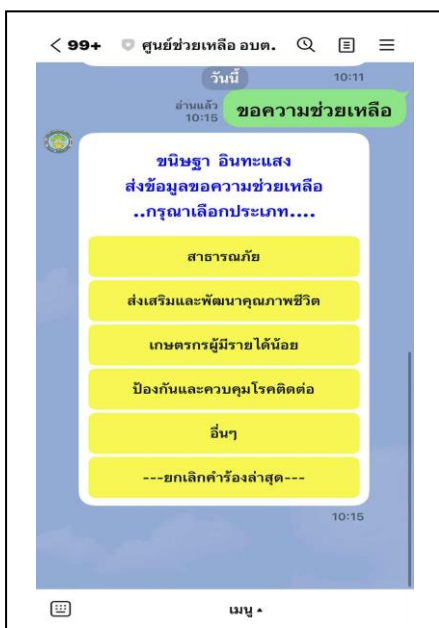 99+ ศูนย์ช่วยเหลือ อบต.
วันนี้ 10:11
อ่านแล้ว
10:15
ขอความช่วยเหลือ
ขนิษฐา อินทะแสง
ส่งข้อมูลขอความช่วยเหลือ
..กรุณาเลือกประเภท....
สาธารณภัย
ส่งเสริมและพัฒนาคุณภาพชีวิต
เกษตรกรผู้มีรายได้น้อย
ป้องกันและควบคุมโรคติดต่อ
อื่นๆ
---ยกเลิกคำร้องล่าสุด---
10:15
เมนู